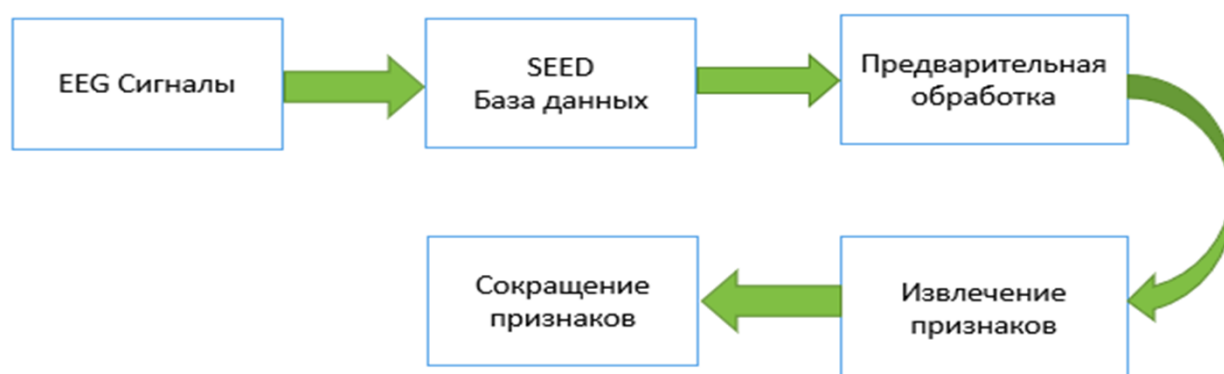 EEG Сигналы
SEED
База данных
Предварительная
обработка
Извлечение
признаков
Сокращение
признаков